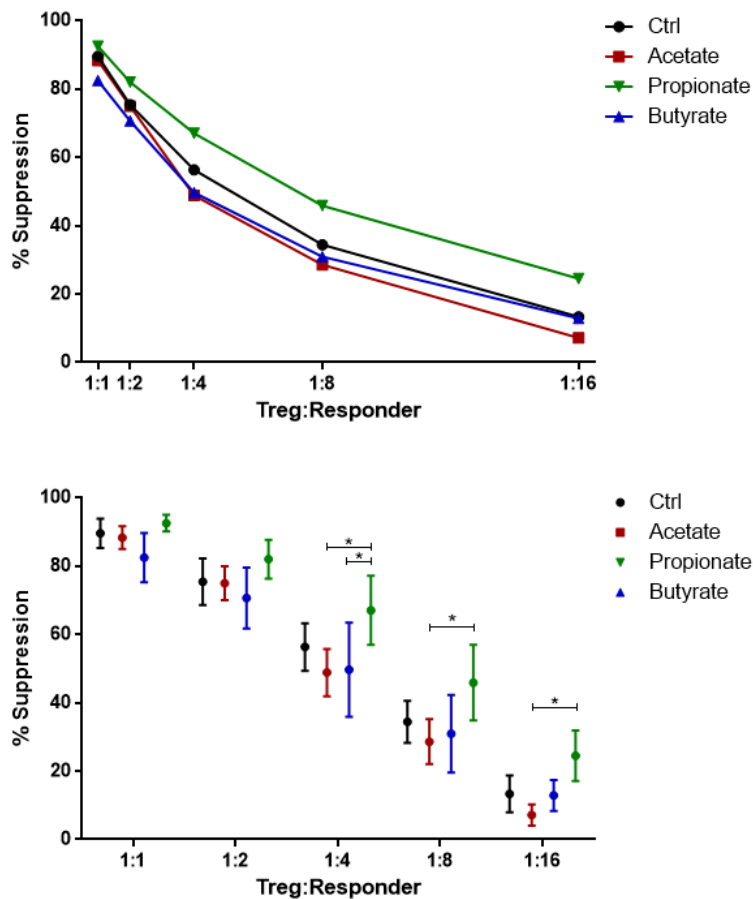 100
80
60
40
20
0
% Suppression
1:1 1:2 1:4 1:8 1:16
Treg:Responder
Ctrl
Acetate
Propionate
Butyrate
100
80
60
40
20
0
% Suppression
* 
*
*
*
1:1 1:2 1:4 1:8 1:16
Treg:Responder
Ctrl
Acetate
Propionate
Butyrate